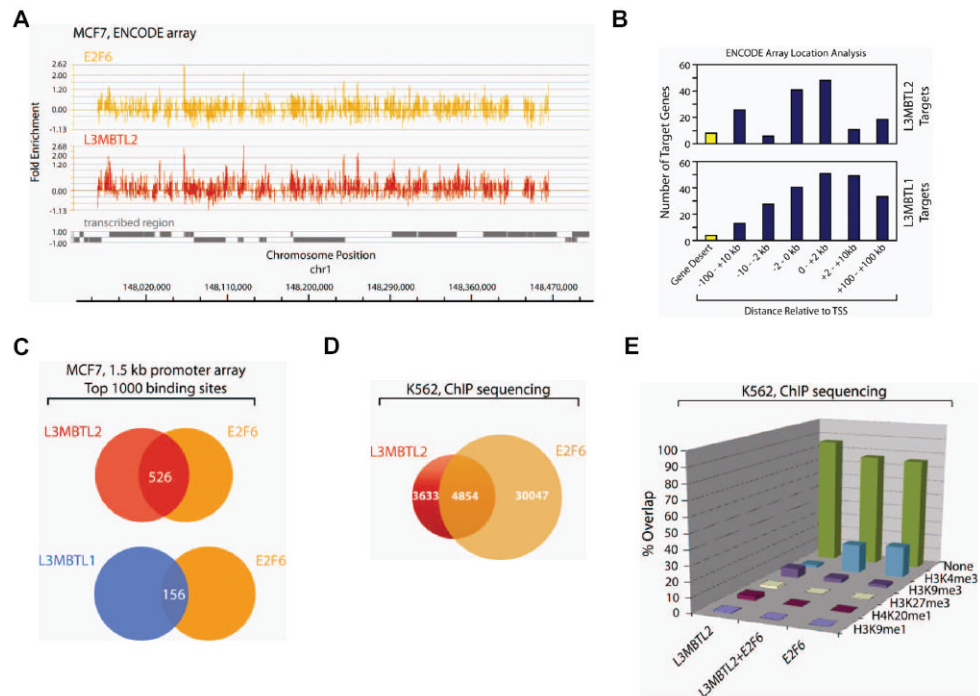 A
MCF7, ENCODE array
E2F6
2.62
2.00
1.20
0.00
-1.13
L3MBTL2
2.68
2.00
1.20
0.00
-1.13
Fold Enrichment
transcribed region
1.00
-1.00
Chromosome Position
chr1
148,020,000
148,110,000
148,200,000
148,290,000
148,360,000
148,470,000
B
ENCODE Array Location Analysis
60
40
20
0
L3MBTL2
Targets
60
40
20
0
L3MBTL1
Targets
Number of Target Genes
Gene Desert
-100 - +10 kb
-10 - -2 kb
-2 - 0 kb
0 - +2 kb
+2 - +10kb
+100 - +100 kb
Distance Relative to TSS
C
MCF7, 1.5 kb promoter array
Top 1000 binding sites
L3MBTL2
E2F6
526
L3MBTL1
E2F6
156
D
K562, ChIP sequencing
L3MBTL2
E2F6
3633
4854
30047
E
K562, ChIP sequencing
100
90
80
70
60
50
40
30
20
10
0
% Overlap
None
H3K4me3
H3K9me3
H3K27me3
H4K20me1
H3K9me1
L3MBTL2
L3MBTL2+E2F6
E2F6